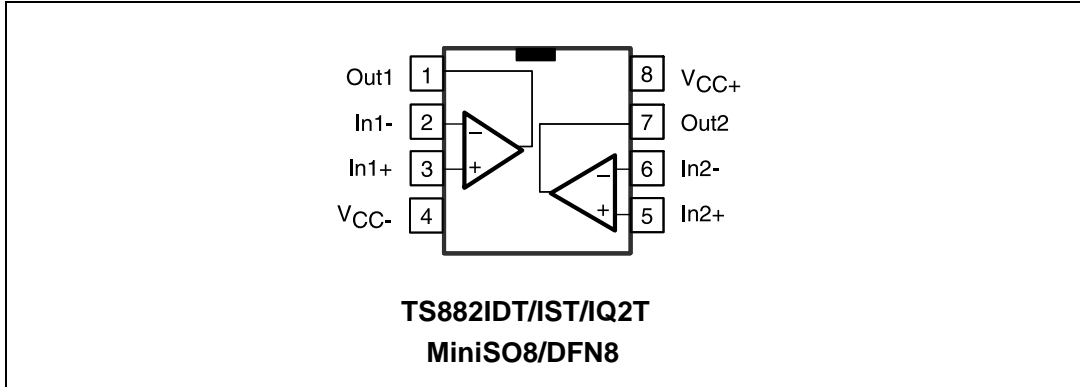 Out1 1 8 VCC+
In1- 2 − 7 Out2
In1+ 3 + − 6 In2-
VCC- 4 + 5 In2+
TS882IDT/IST/IQ2T
MiniSO8/DFN8